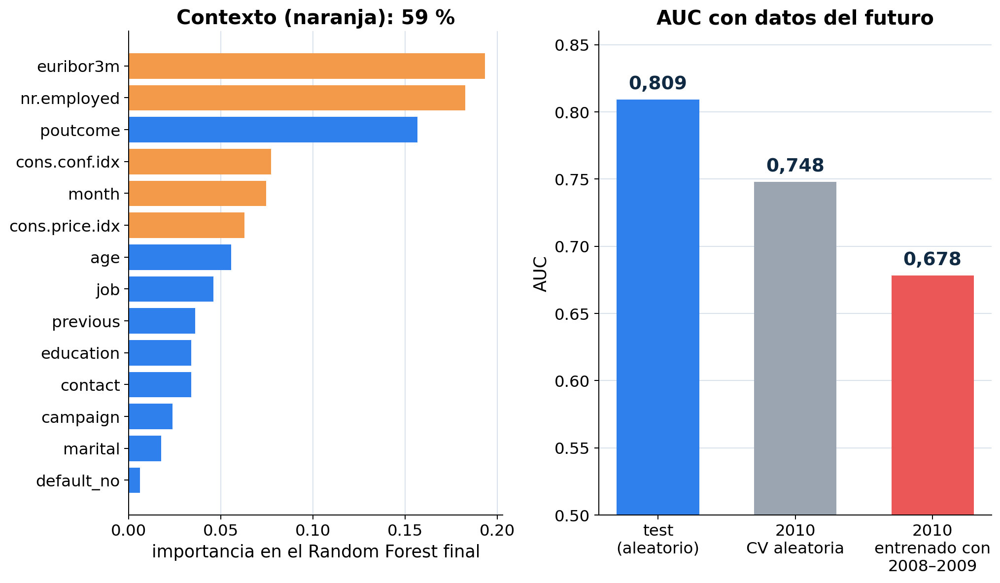 Contexto (naranja): 59 %
euribor3m
nr.employed
poutcome
cons.conf.idx
month
cons.price.idx
age
job
previous
education
contact
campaign
marital
default_no
0.00 0.05 0.10 0.15 0.20
importancia en el Random Forest final
AUC con datos del futuro
AUC
0.85
0.80
0.75
0.70
0.65
0.60
0.55
0.50
0,809
0,748
0,678
test
(aleatorio)
2010
CV aleatoria
2010
entrenado con
2008–2009